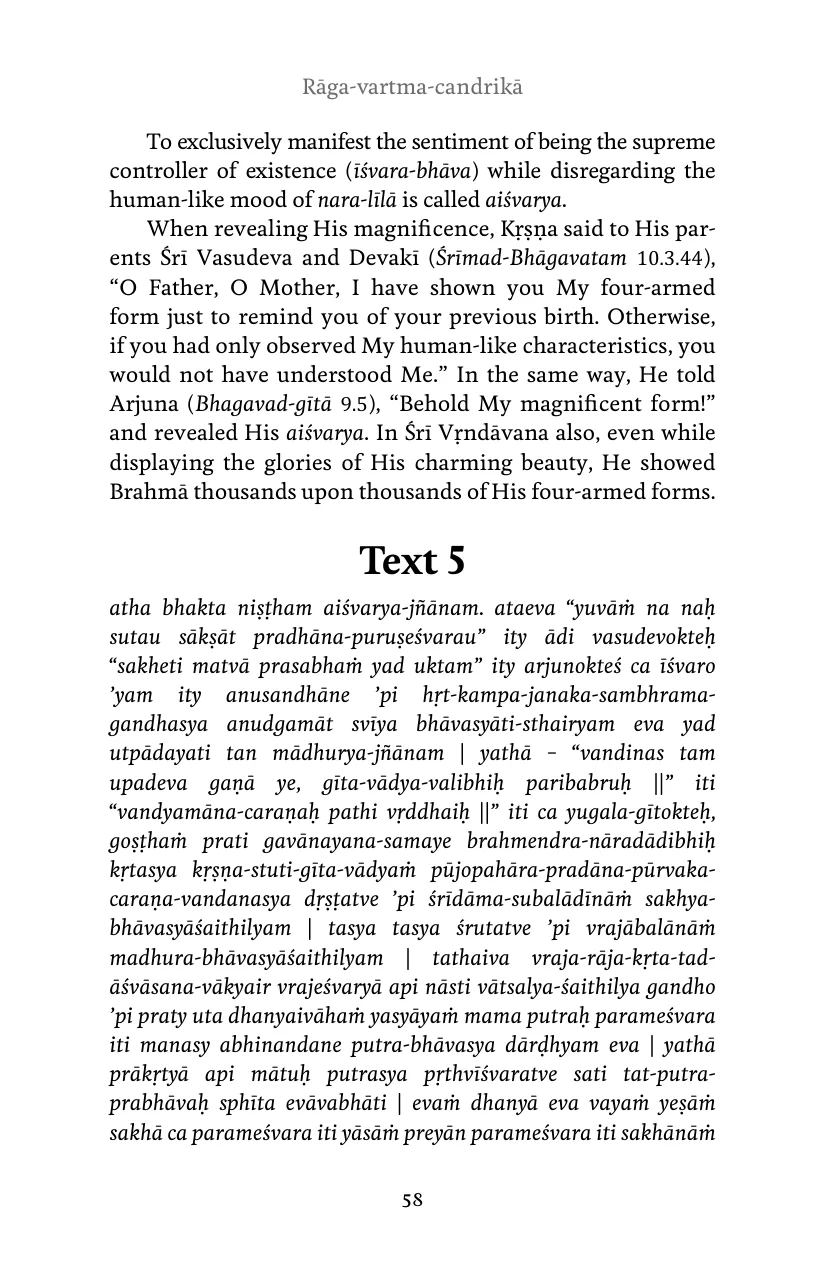 Rāga-vartma-candrikā
To exclusively manifest the sentiment of being the supreme
controller of existence (īśvara-bhāva) while disregarding the
human-like mood of nara-līlā is called aiśvarya.
When revealing His magnificence, Kṛṣṇa said to His par-
ents Śrī Vasudeva and Devakī (Śrīmad-Bhāgavatam 10.3.44),
“O Father, O Mother, I have shown you My four-armed
form just to remind you of your previous birth. Otherwise,
if you had only observed My human-like characteristics, you
would not have understood Me.” In the same way, He told
Arjuna (Bhagavad-gītā 9.5), “Behold My magnificent form!”
and revealed His aiśvarya. In Śrī Vṛndāvana also, even while
displaying the glories of His charming beauty, He showed
Brahmā thousands upon thousands of His four-armed forms.
Text 5
atha bhakta niṣṭham aiśvarya-jñānam. ataeva “yuvāṁ na naḥ
sutau sākṣāt pradhāna-puruṣeśvarau” ity ādi vasudevokteḥ
“sakheti matvā prasabhaṁ yad uktam” ity arjunokteś ca īśvaro
’yam ity anusandhāne ’pi hṛt-kampa-janaka-sambhrama-
gandhasya anudgamāt svīya bhāvasyāti-sthairyam eva yad
utpādayati tan mādhurya-jñānam | yathā – “vandinas tam
upadeva gaṇā ye, gīta-vādya-valibhiḥ paribabruḥ ||” iti
“vandyamāna-caraṇaḥ pathi vṛddhaiḥ ||” iti ca yugala-gītokteḥ,
goṣṭhaṁ prati gavānayana-samaye brahmendra-nāradādibhiḥ
kṛtasya kṛṣṇa-stuti-gīta-vādyaṁ pūjopahāra-pradāna-pūrvaka-
caraṇa-vandanasya dṛṣṭatve ’pi śrīdāma-subalādīnāṁ sakhya-
bhāvasyāśaithilyam | tasya tasya śrutatve ’pi vrajābalānāṁ
madhura-bhāvasyāśaithilyam | tathaiva vraja-rāja-kṛta-tad-
āśvāsana-vākyair vrajeśvaryā api nāsti vātsalya-śaithilya gandho
’pi praty uta dhanyaivāhaṁ yasyāyaṁ mama putraḥ parameśvara
iti manasy abhinandane putra-bhāvasya dārḍhyam eva | yathā
prākṛtyā api mātuḥ putrasya pṛthvīśvaratve sati tat-putra-
prabhāvaḥ sphīta evāvabhāti | evaṁ dhanyā eva vayaṁ yeṣāṁ
sakhā ca parameśvara iti yāsāṁ preyān parameśvara iti sakhānāṁ
58